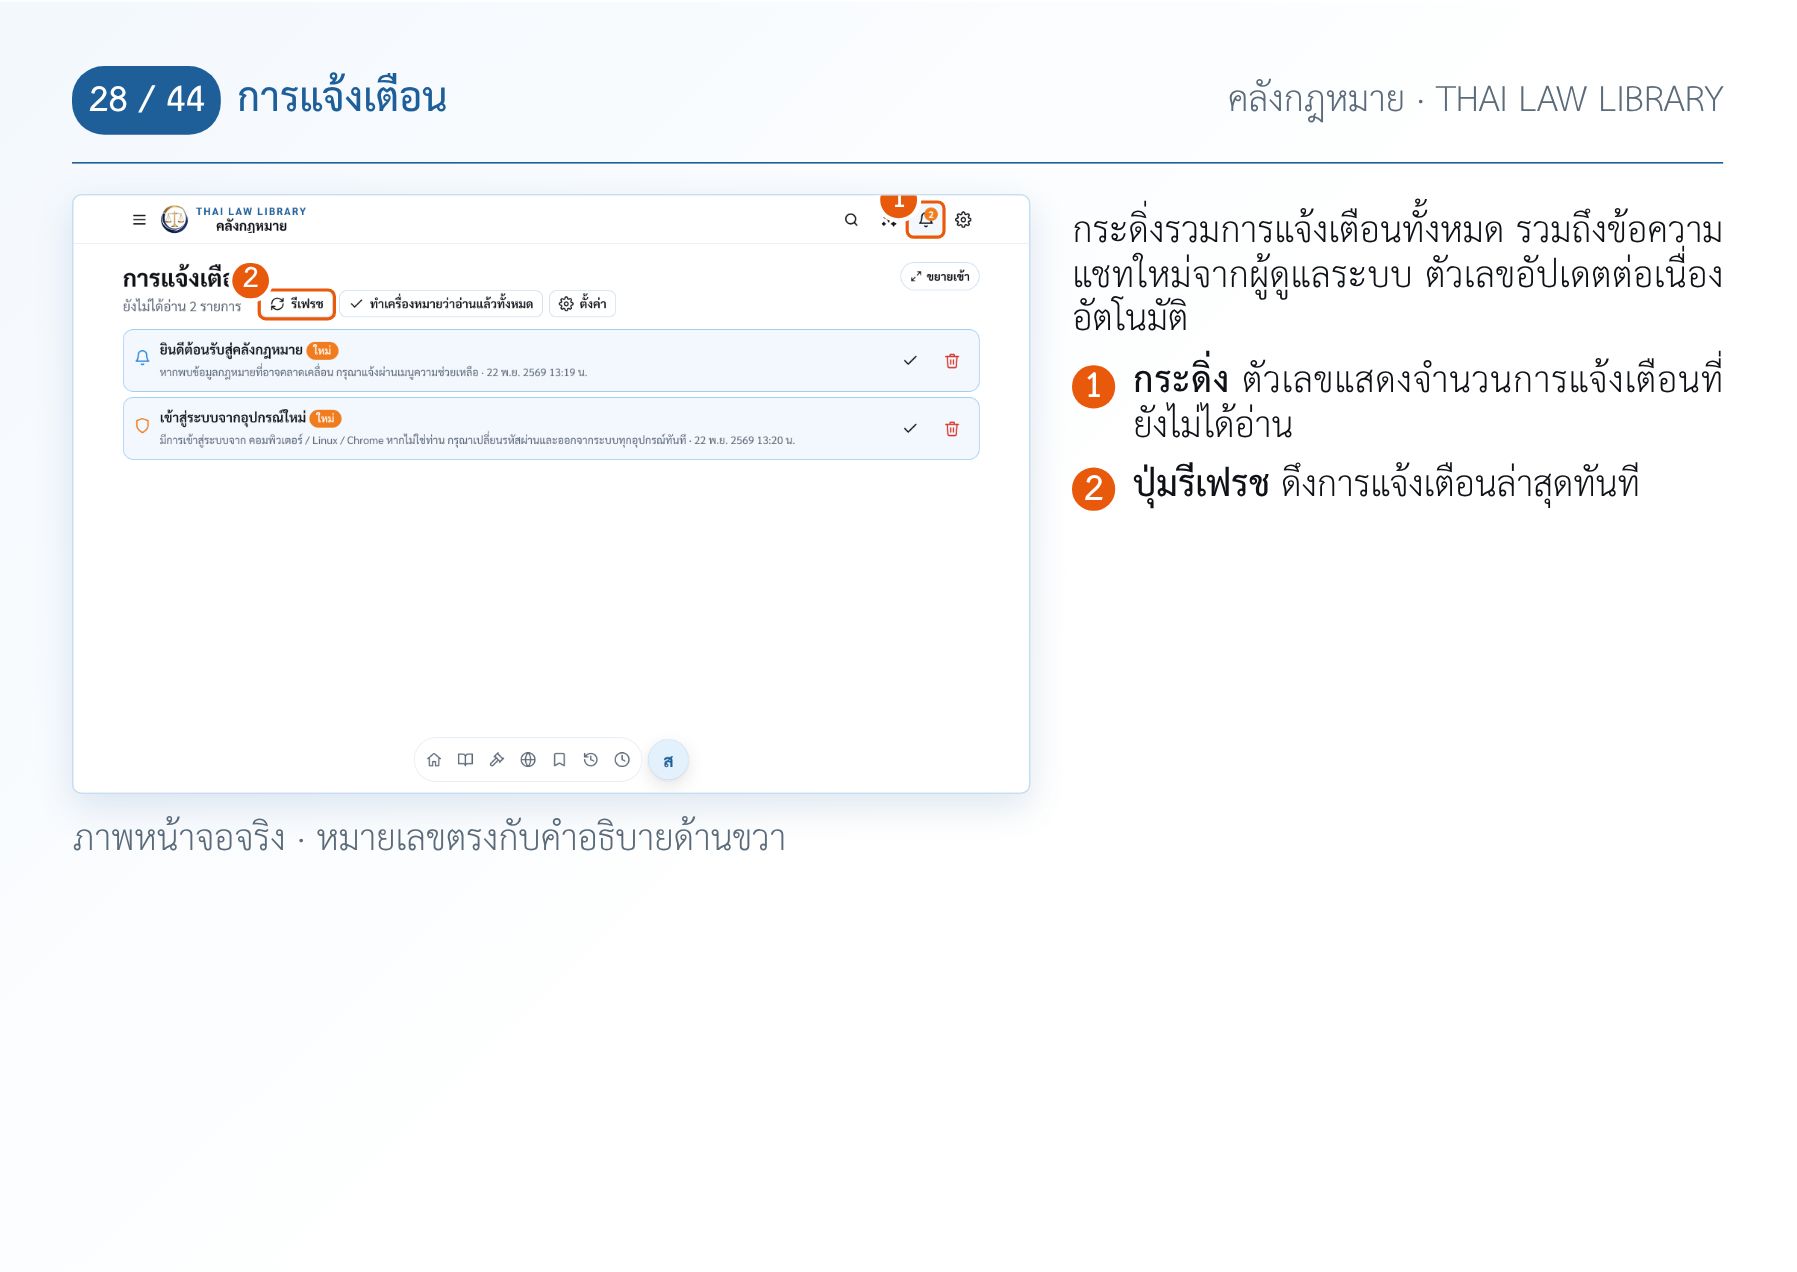 28 / 44 การแจ้งเตือน
คลังกฎหมาย · THAI LAW LIBRARY
THAI LAW LIBRARY
คลังกฎหมาย
1
2
2
ขยายเข้า
ยังไม่ได้อ่าน 2 รายการ
รีเฟรช
ทำเครื่องหมายว่าอ่านแล้วทั้งหมด
ตั้งค่า
ยินดีต้อนรับสู่คลังกฎหมาย ใหม่
หากพบข้อมูลกฎหมายที่อาจคลาดเคลื่อน กรุณาแจ้งผ่านเมนูความช่วยเหลือ · 22 พ.ย. 2569 13:19 น.
เข้าสู่ระบบจากอุปกรณ์ใหม่ ใหม่
มีการเข้าสู่ระบบจาก คอมพิวเตอร์ / Linux / Chrome หากไม่ใช่ท่าน กรุณาเปลี่ยนรหัสผ่านและออกจากระบบทุกอุปกรณ์ทันที · 22 พ.ย. 2569 13:20 น.
ส
ภาพหน้าจอจริง · หมายเลขตรงกับคำอธิบายด้านขวา
กระดิ่งรวมการแจ้งเตือนทั้งหมด รวมถึงข้อความ
แชทใหม่จากผู้ดูแลระบบ ตัวเลขอัปเดตต่อเนื่อง
อัตโนมัติ
1 กระดิ่ง ตัวเลขแสดงจำนวนการแจ้งเตือนที่
ยังไม่ได้อ่าน
2 ปุ่มรีเฟรช ดึงการแจ้งเตือนล่าสุดทันที